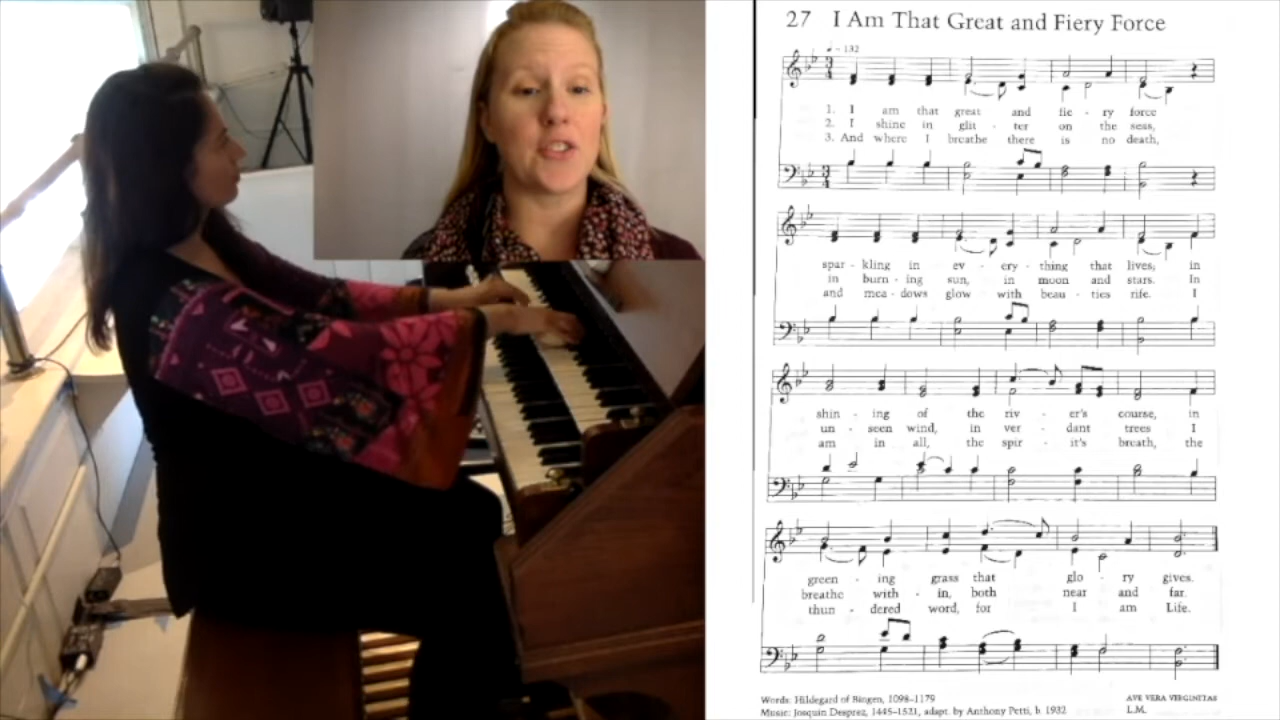 27 I Am That Great and Fiery Force
= 132
1. I am that great and fie - ry force
2. I shine in glit - ter on the seas,
3. And where I breathe there is no death,
spar - kling in ev - ery - thing that lives, in
in burn - ing sun, in moon and stars. In
and mea - dows glow with beau - ties rife. I
shin - ing of the riv - er's course, in
un - seen wind, in ver - dant trees I
am in all, the spir - it's breath, the
green - ing grass that glo - ry gives.
breathe with - in, both near and far.
thun - dered word, for I am Life.
Words: Hildegard of Bingen, 1098–1179
Music: Josquin Desprez, 1445–1521, adapt. by Anthony Petti, b. 1932
AVE VERA VIRGINITAS
L.M.